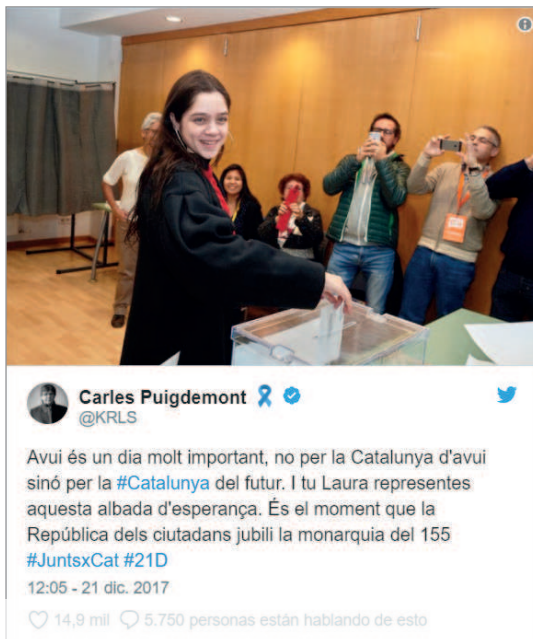 Carles Puigdemont
@KRLS
Avui és un dia molt important, no per la Catalunya d'avui
sinó per la #Catalunya del futur. I tu Laura representes
aquesta albada d'esperança. És el moment que la
República dels ciutadans jubili la monarquia del 155
#JuntsxCat #21D
12:05 - 21 dic. 2017
14,9 mil 5.750 personas están hablando de esto